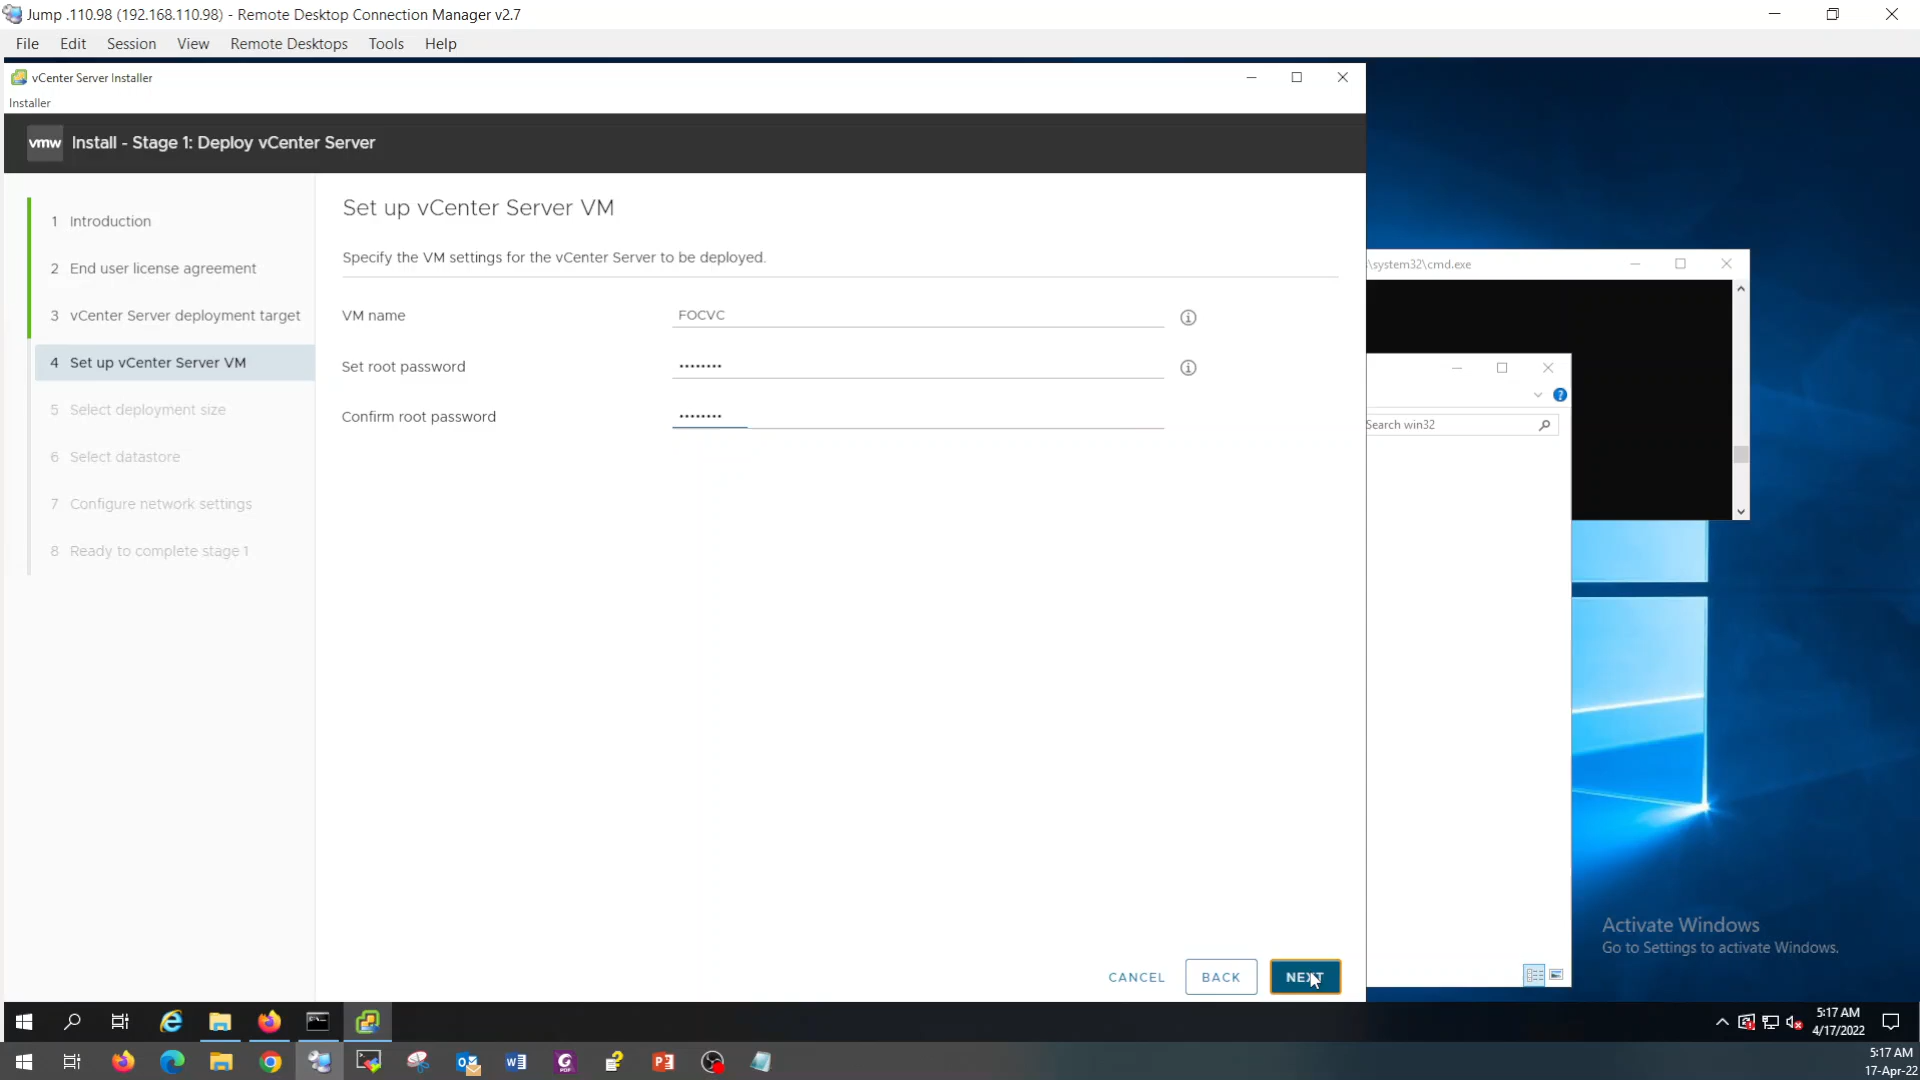 Jump .110.98 (192.168.110.98) - Remote Desktop Connection Manager v2.7
File Edit Session View Remote Desktops Tools Help
vCenter Server Installer
Installer
vmw Install - Stage 1: Deploy vCenter Server
1 Introduction
2 End user license agreement
3 vCenter Server deployment target
4 Set up vCenter Server VM
5 Select deployment size
6 Select datastore
7 Configure network settings
8 Ready to complete stage 1
Set up vCenter Server VM
Specify the VM settings for the vCenter Server to be deployed.
VM name FOCVC
Set root password ••••••••
Confirm root password ••••••••
CANCEL BACK NEXT
\system32\cmd.exe
Search win32
Activate Windows
Go to Settings to activate Windows.
5:17 AM
4/17/2022
5:17 AM
17-Apr-22